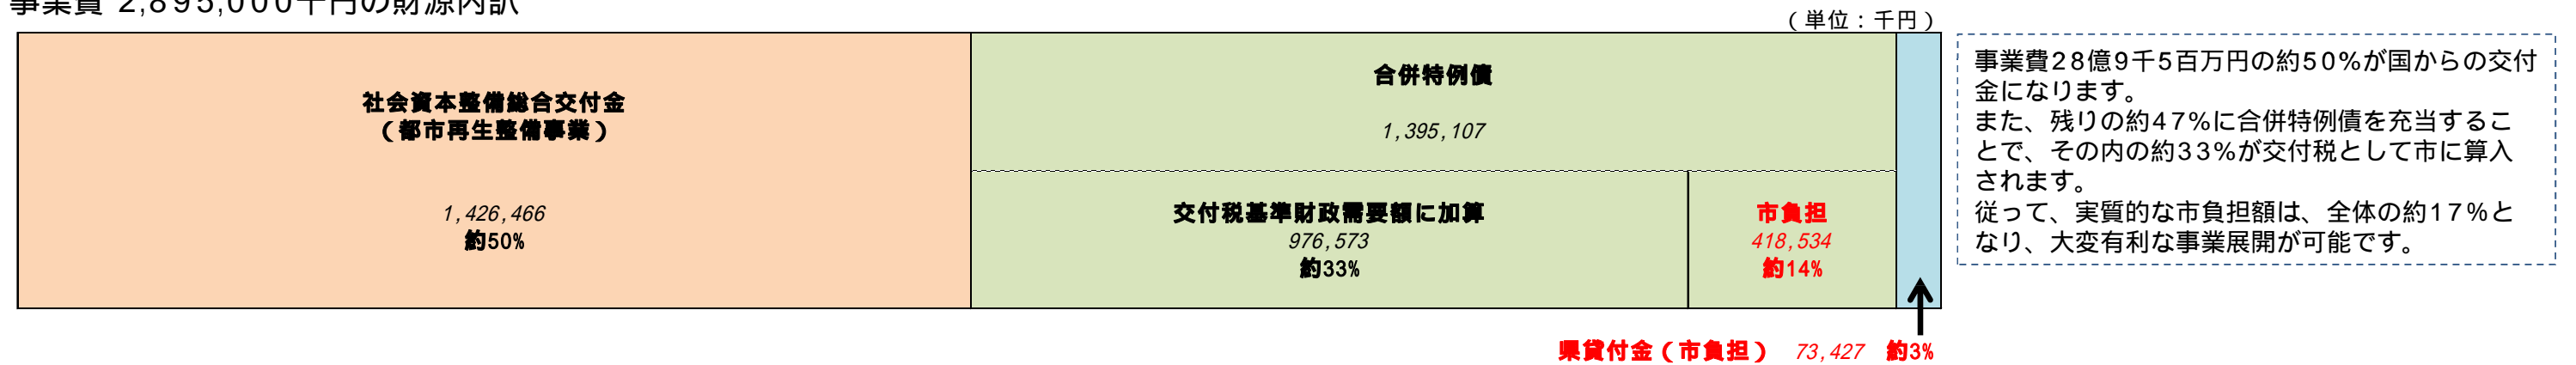 事業費 2,895,000千円の財源内訳
（単位：千円）
社会資本整備総合交付金
（都市再生整備事業）
1,426,466
約50%
合併特例債
1,395,107
交付税基準財政需要額に加算
976,573
約33%
市負担
418,534
約14%
県貸付金（市負担） 73,427 約3%
事業費28億9千5百万円の約50%が国からの交付
金になります。
また、残りの約47%に合併特例債を充当するこ
とで、その内の約33%が交付税として市に算入
されます。
従って、実質的な市負担額は、全体の約17%と
なり、大変有利な事業展開が可能です。